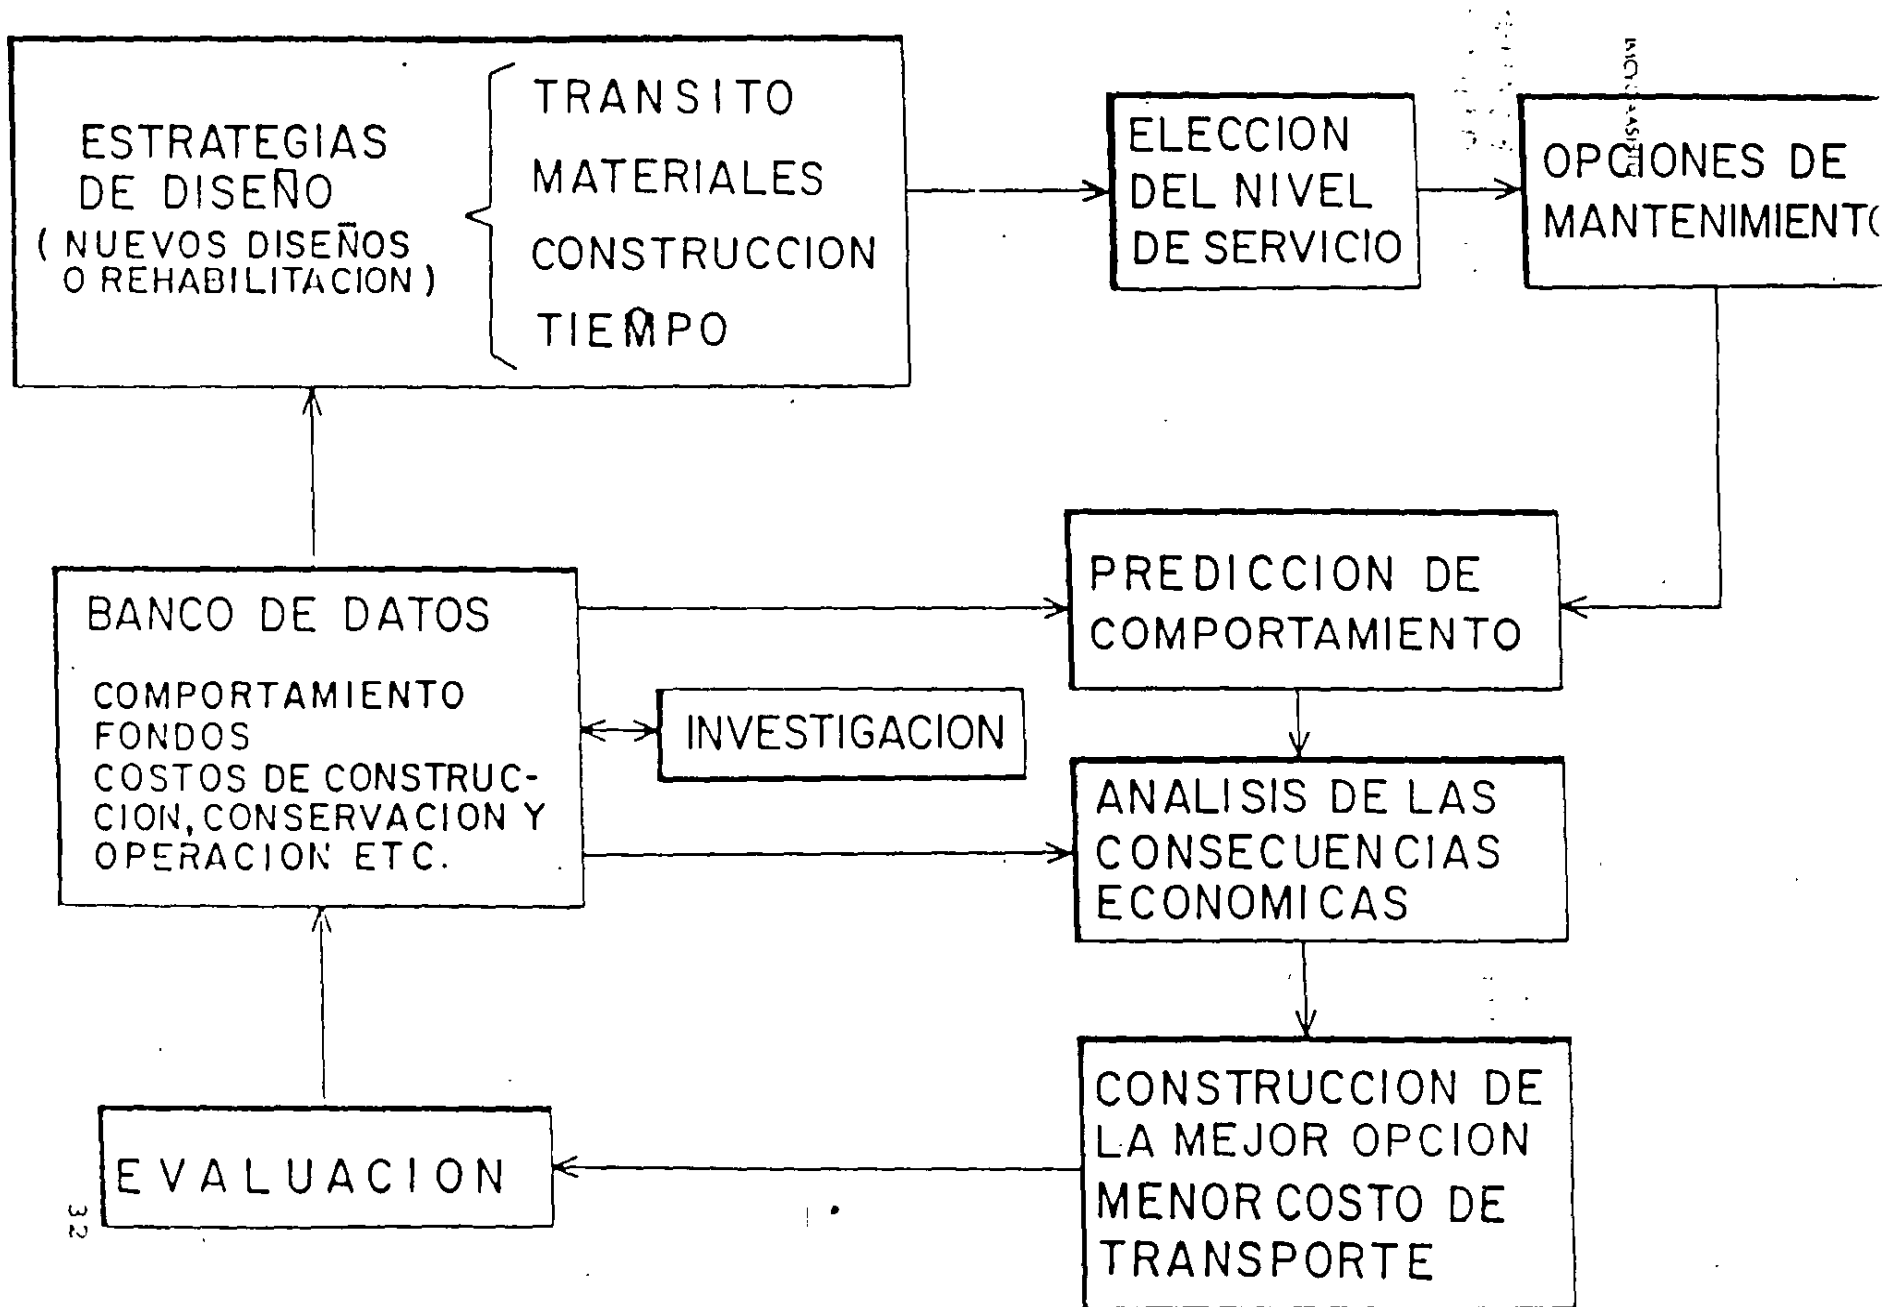 ESTRATEGIAS
DE DISEÑO
( NUEVOS DISEÑOS
O REHABILITACION )
TRANSITO
MATERIALES
CONSTRUCCION
TIEMPO
ELECCION
DEL NIVEL
DE SERVICIO
OPCIONES DE
MANTENIMIENTO
PREDICCION DE
COMPORTAMIENTO
BANCO DE DATOS
COMPORTAMIENTO
FONDOS
COSTOS DE CONSTRUC-
CION, CONSERVACION Y
OPERACION ETC.
INVESTIGACION
ANALISIS DE LAS
CONSECUENCIAS
ECONOMICAS
CONSTRUCCION DE
LA MEJOR OPCION
MENOR COSTO DE
TRANSPORTE
EVALUACION
32